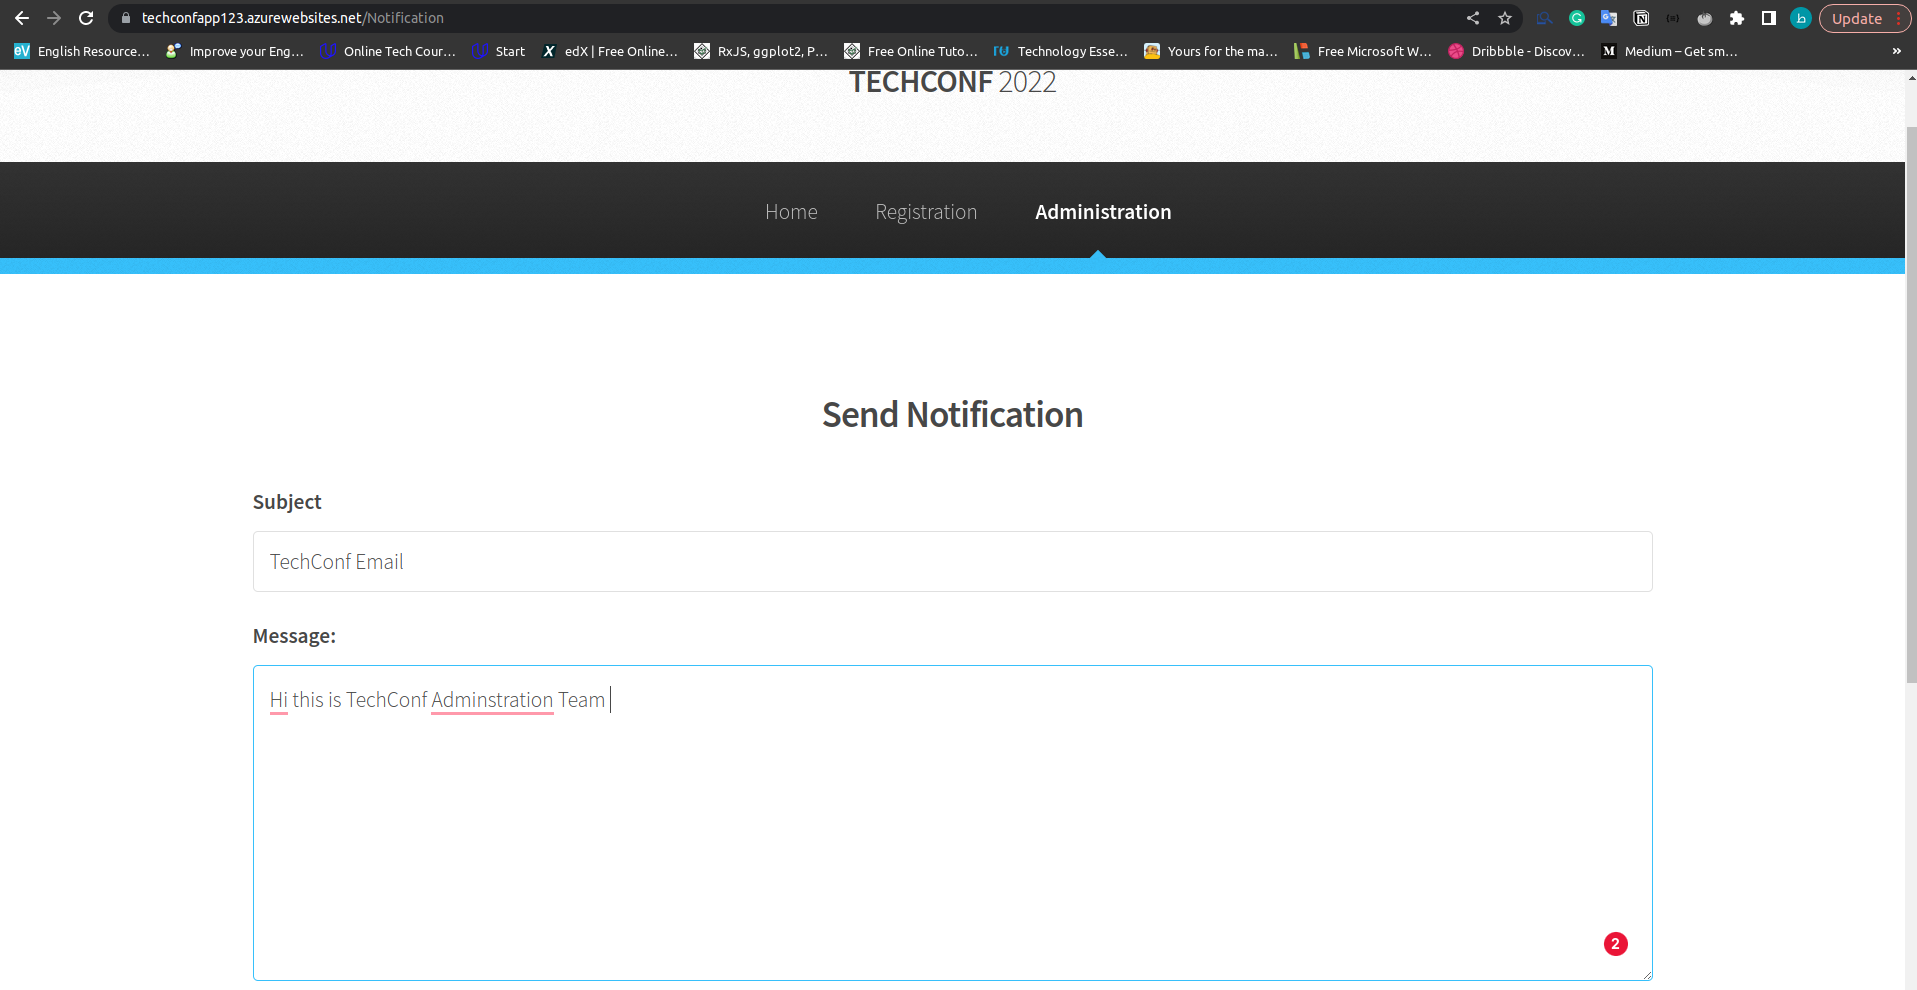 techconfapp123.azurewebsites.net/Notification
Update
English Resource... Improve your Eng... Online Tech Cour... Start edX | Free Online... RxJS, ggplot2, P... Free Online Tuto... Technology Esse... Yours for the ma... Free Microsoft W... Dribbble - Discov... Medium – Get sm... »
TECHCONF 2022
Home Registration Administration
Send Notification
Subject
TechConf Email
Message:
Hi this is TechConf Adminstration Team
2